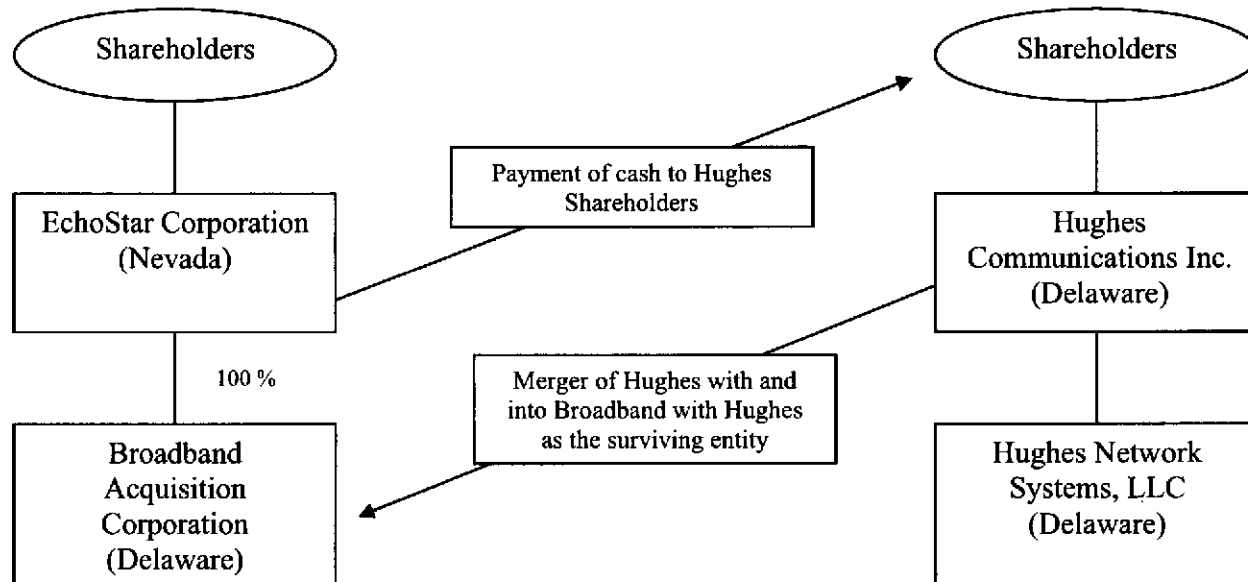 Shareholders
Shareholders
Payment of cash to Hughes
Shareholders
EchoStar Corporation
(Nevada)
Hughes
Communications Inc.
(Delaware)
100 %
Merger of Hughes with and
into Broadband with Hughes
as the surviving entity
Broadband
Acquisition
Corporation
(Delaware)
Hughes Network
Systems, LLC
(Delaware)